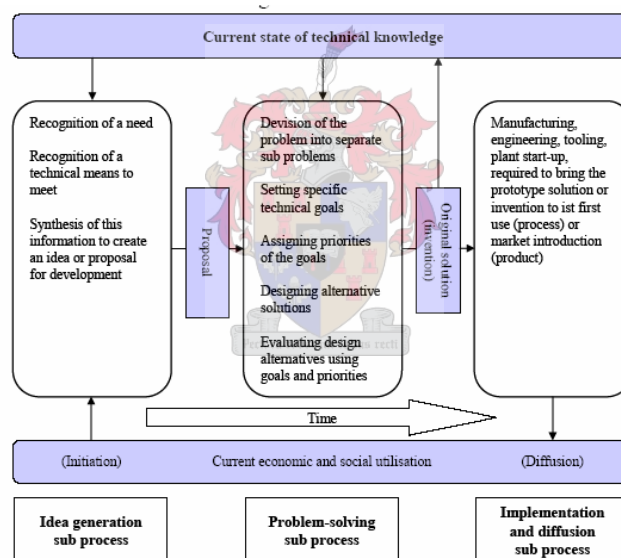 Current state of technical knowledge
Recognition of a need
Recognition of a
technical means to
meet
Synthesis of this
information to create
an idea or proposal
for development
Proposal
Devision of the
problem into separate
sub problems
Setting specific
technical goals
Assigning priorities
of the goals
Designing alternative
solutions
Evaluating design
alternatives using
goals and priorities
Original solution
(invention)
Manufacturing,
engineering, tooling,
plant start-up,
required to bring the
prototype solution or
invention to ist first
use (process) or
market introduction
(product)
Time
(Initiation)
Current economic and social utilisation
(Diffusion)
Idea generation
sub process
Problem-solving
sub process
Implementation
and diffusion
sub process